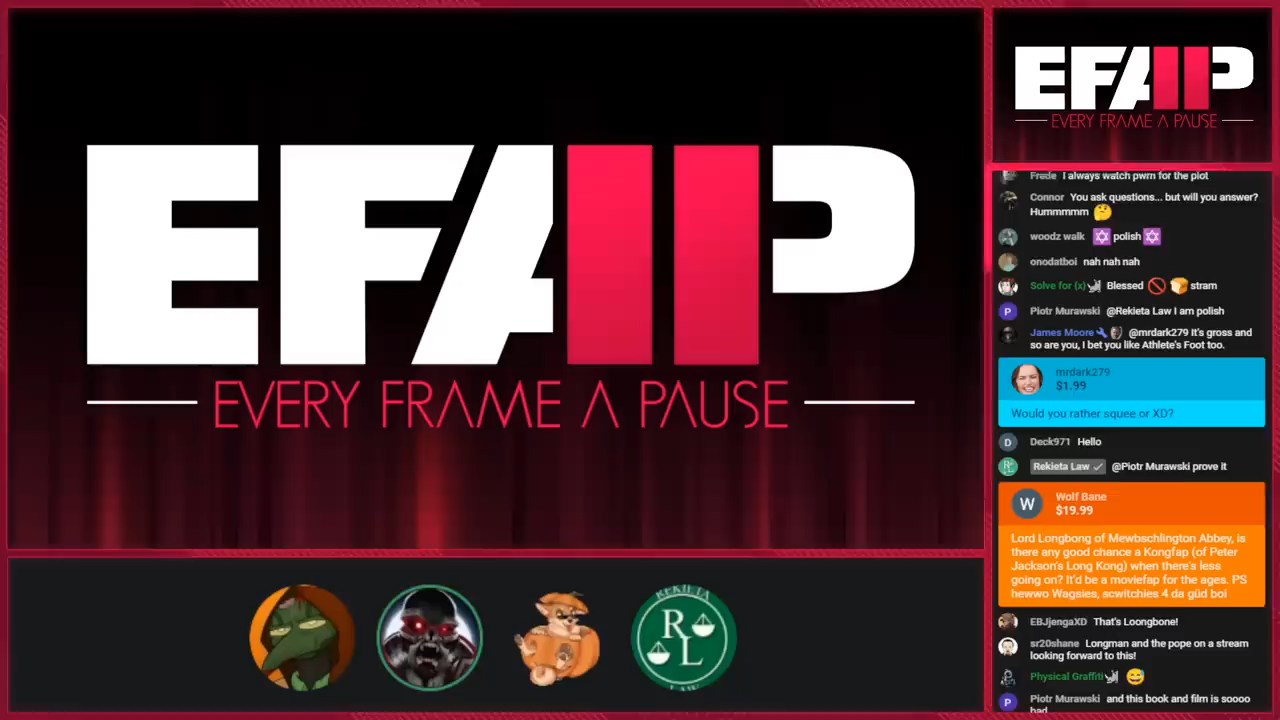 EFAP
EVERY FRAME A PAUSE
REKIETA
RL
LAW
EFAP
EVERY FRAME A PAUSE
Frede I always watch pwrn for the plot
Connor You ask questions... but will you answer?
Hummmmm 🤔
woodz walk ✡ polish ✡
onodatboi nah nah nah
Solve for (x) Blessed 🚫 🍞 stram
P Piotr Murawski @Rekieta Law I am polish
James Moore @mrdark279 It's gross and
so are you, I bet you like Athlete's Foot too.
mrdark279
$1.99
Would you rather squee or XD?
D Deck971 Hello
RL Rekieta Law ✓ @Piotr Murawski prove it
W Wolf Bane
$19.99
Lord Longbong of Mewbschlington Abbey, is
there any good chance a Kongfap (of Peter
Jackson's Long Kong) when there's less
going on? it'd be a moviefap for the ages. PS
hewwo Wagsies, scwitchies 4 da güd boi
EBJjengaXD That's Loongbone!
sr20shane Longman and the pope on a stream
looking forward to this!
Physical Graffiti 😅
P Piotr Murawski and this book and film is soooo
bad